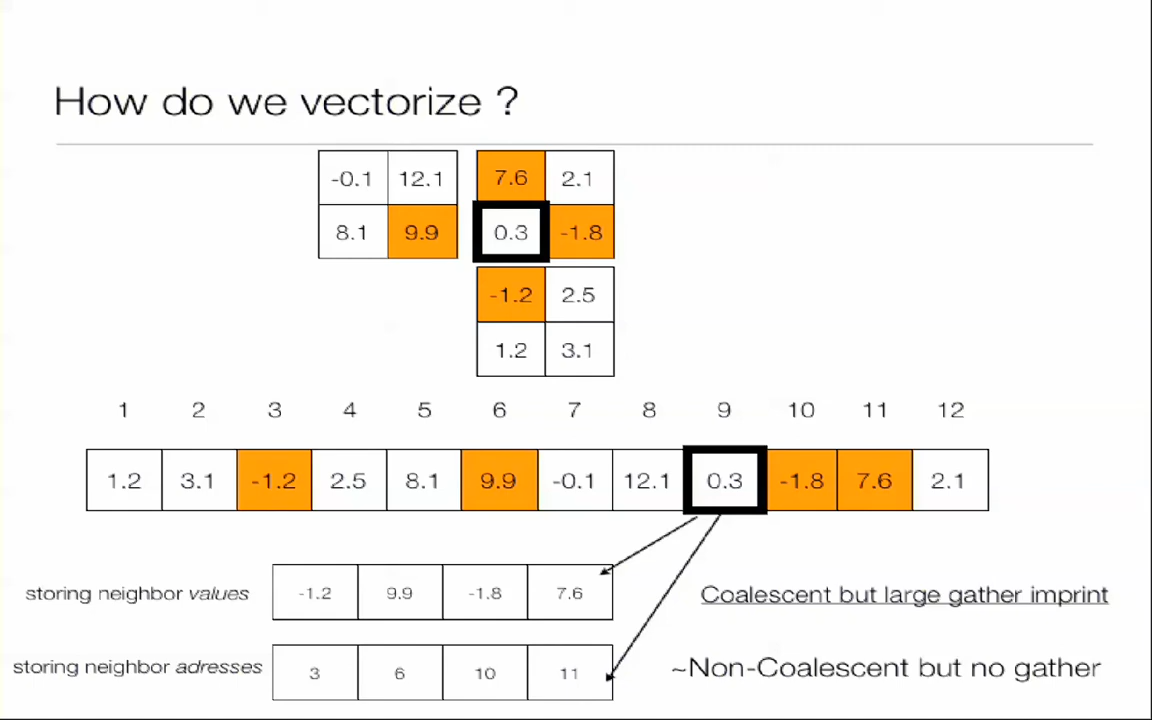 How do we vectorize ?
-0.1 12.1 7.6 2.1
8.1 9.9 0.3 -1.8
-1.2 2.5
1.2 3.1
1 2 3 4 5 6 7 8 9 10 11 12
1.2 3.1 -1.2 2.5 8.1 9.9 -0.1 12.1 0.3 -1.8 7.6 2.1
storing neighbor values -1.2 9.9 -1.8 7.6 Coalescent but large gather imprint
storing neighbor adresses 3 6 10 11 ~Non-Coalescent but no gather